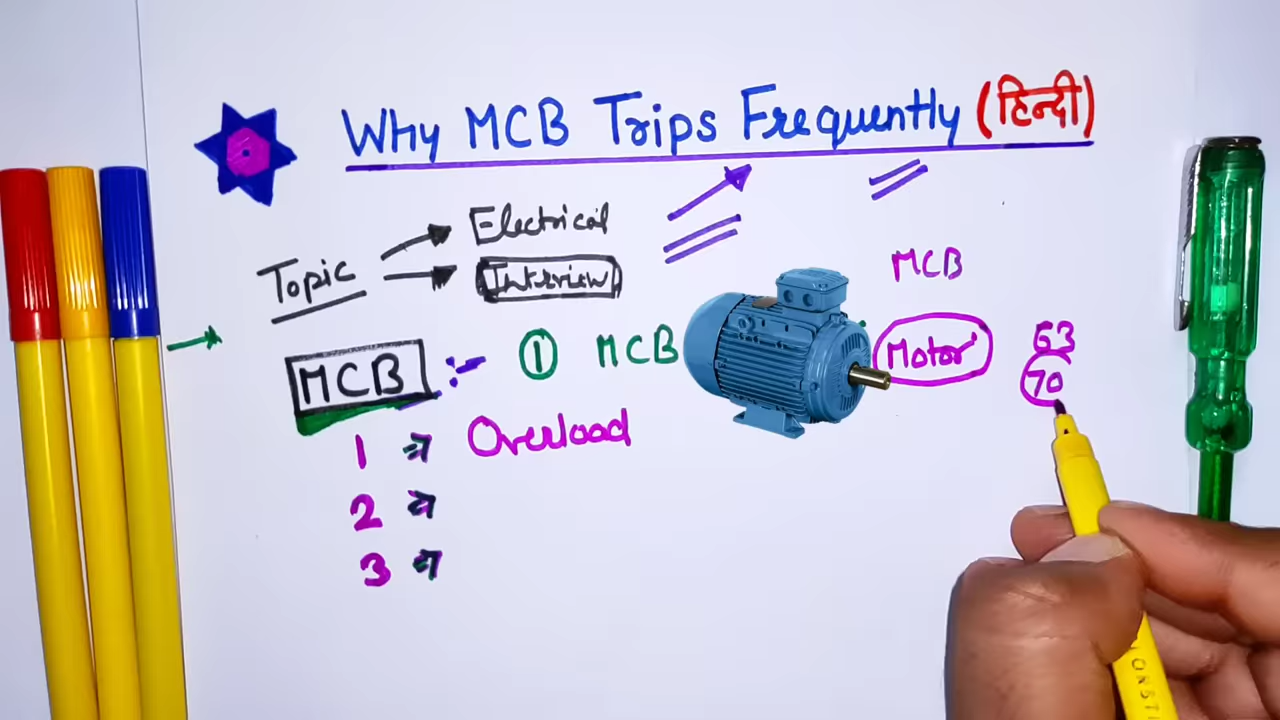 Why MCB Trips Frequently (हिन्दी)
Topic
Electrical
Interview
MCB
MCB :-
① MCB
Motor
63
70
1 ⇒ Overload
2 ⇒
3 ⇒